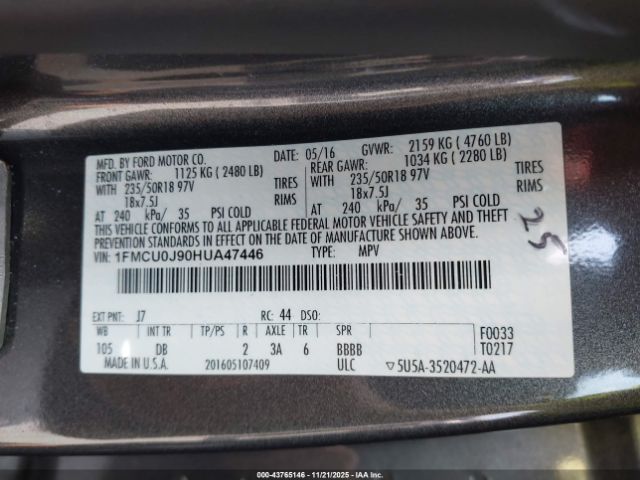 MFD. BY FORD MOTOR CO. DATE: 05/16 GVWR: 2159 KG (4760 LB)
FRONT GAWR: 1125 KG (2480 LB) REAR GAWR: 1034 KG (2280 LB)
WITH 235/50R18 97V TIRES WITH 235/50R18 97V TIRES
18x7.5J RIMS 18x7.5J RIMS
AT 240 kPa/ 35 PSI COLD AT 240 kPa/ 35 PSI COLD
THIS VEHICLE CONFORMS TO ALL APPLICABLE FEDERAL MOTOR VEHICLE SAFETY AND THEFT
PREVENTION STANDARDS IN EFFECT ON THE DATE OF MANUFACTURE SHOWN ABOVE.
VIN: 1FMCU0J90HUA47446 TYPE: MPV
25
EXT PNT: J7 RC: 44 DSO:
WB INT TR TP/PS R AXLE TR SPR F0033
105 DB 2 3A 6 BBBB T0217
MADE IN U.S.A. 201605107409 ULC ▽5U5A-3520472-AA
000-43765146 - 11/21/2025 - IAA Inc.